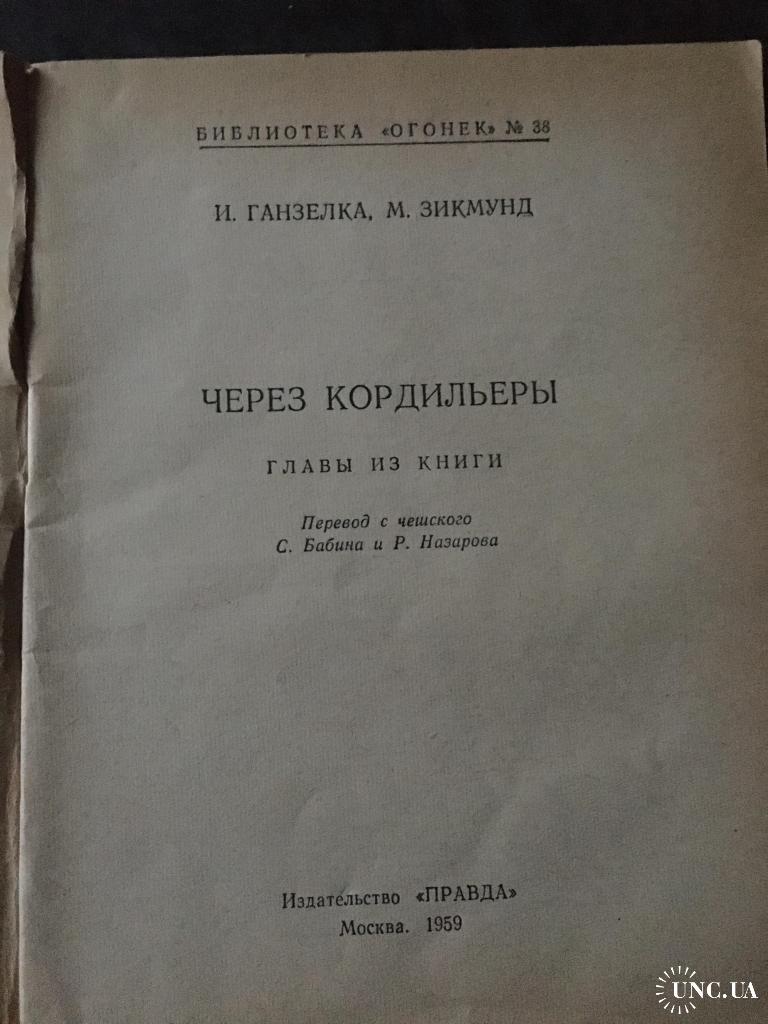 БИБЛИОТЕКА «ОГОНЕК» № 38
И. ГАНЗЕЛКА, М. ЗИКМУНД
ЧЕРЕЗ КОРДИЛЬЕРЫ
ГЛАВЫ ИЗ КНИГИ
Перевод с чешского
С. Бабина и Р. Назарова
Издательство «ПРАВДА»
Москва. 1959
UNC.UA